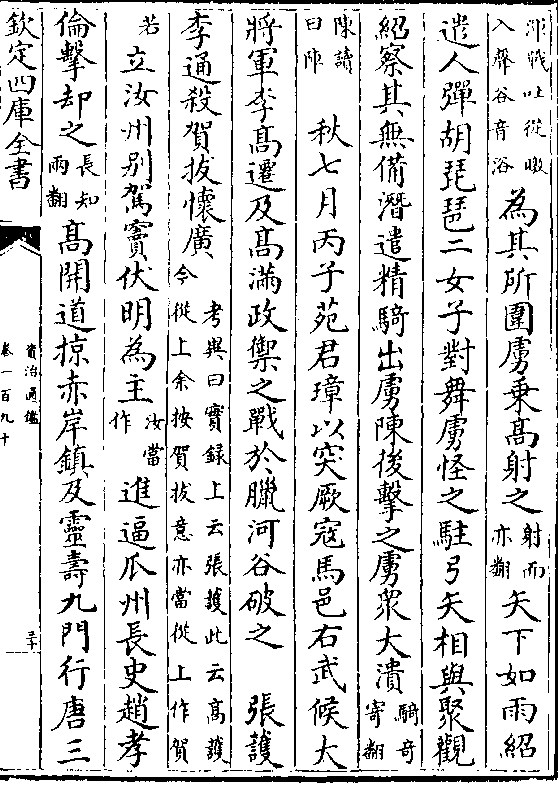 渾戰吐從暾入聲谷音浴為其所圍虜乗髙射之射而亦翻矢下如雨紹
遣人彈胡琵琶二女子對舞虜怪之駐弓矢相與聚觀
紹察其無備潛遣精騎出虜陳後擊之虜衆大潰騎奇寄翻
陳讀曰陣 秋七月丙子苑君璋以突厥寇馬邑右武候大
將軍李髙遷及髙滿政禦之戰於臘河谷破之 張護
李通殺賀拔懷廣考異曰實録上云張護此云髙護今從上余按賀拔意亦當從上作賀
若立汝州别駕竇伏明為主汝當作進逼瓜州長史趙孝
倫擊却之長知兩翻髙開道掠赤岸鎮及靈壽九門行唐三
欽定四庫全書
資治通鑑
卷一百九十